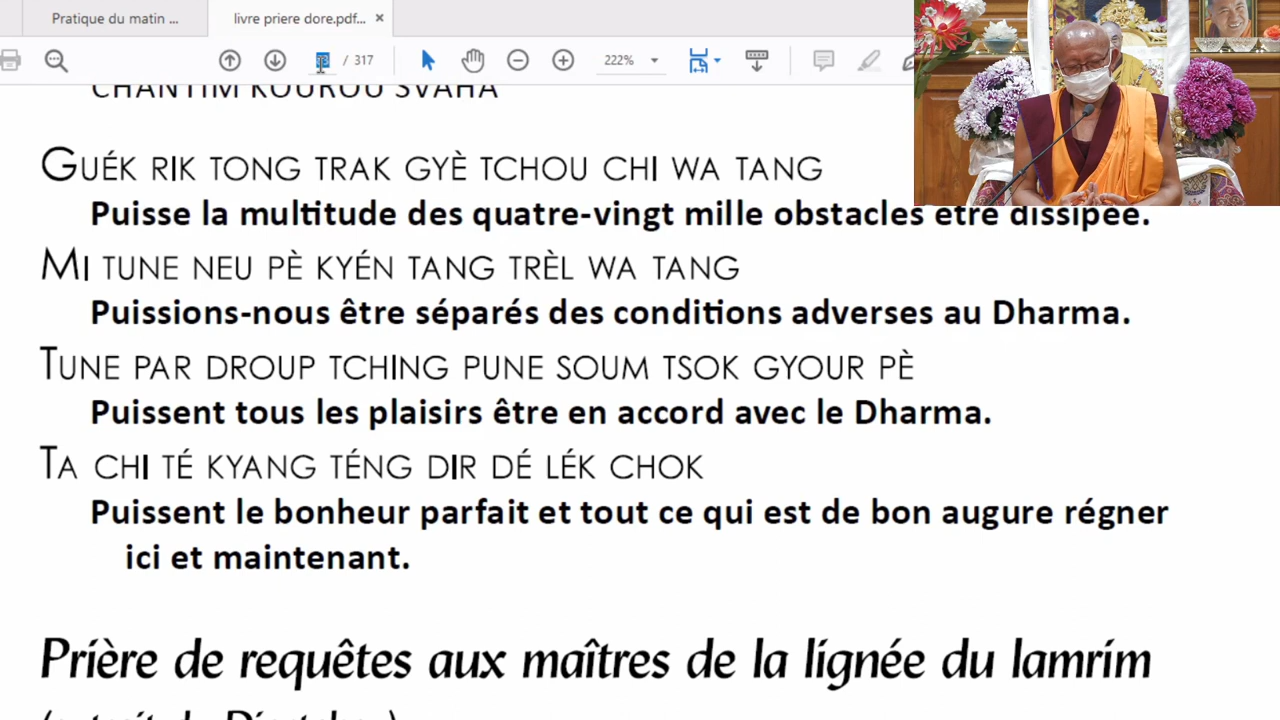 Pratique du matin ...
livre priere dore.pdf... ×
/ 317
222%
CHANTIM KOUROU SVAHA
GUÉK RIK TONG TRAK GYÈ TCHOU CHI WA TANG
Puisse la multitude des quatre-vingt mille obstacles être dissipée.
MI TUNE NEU PÈ KYÉN TANG TRÈL WA TANG
Puissions-nous être séparés des conditions adverses au Dharma.
TUNE PAR DROUP TCHING PUNE SOUM TSOK GYOUR PÈ
Puissent tous les plaisirs être en accord avec le Dharma.
TA CHI TÉ KYANG TÉNG DIR DÉ LÉK CHOK
Puissent le bonheur parfait et tout ce qui est de bon augure régner
ici et maintenant.
Prière de requêtes aux maîtres de la lignée du lamrim